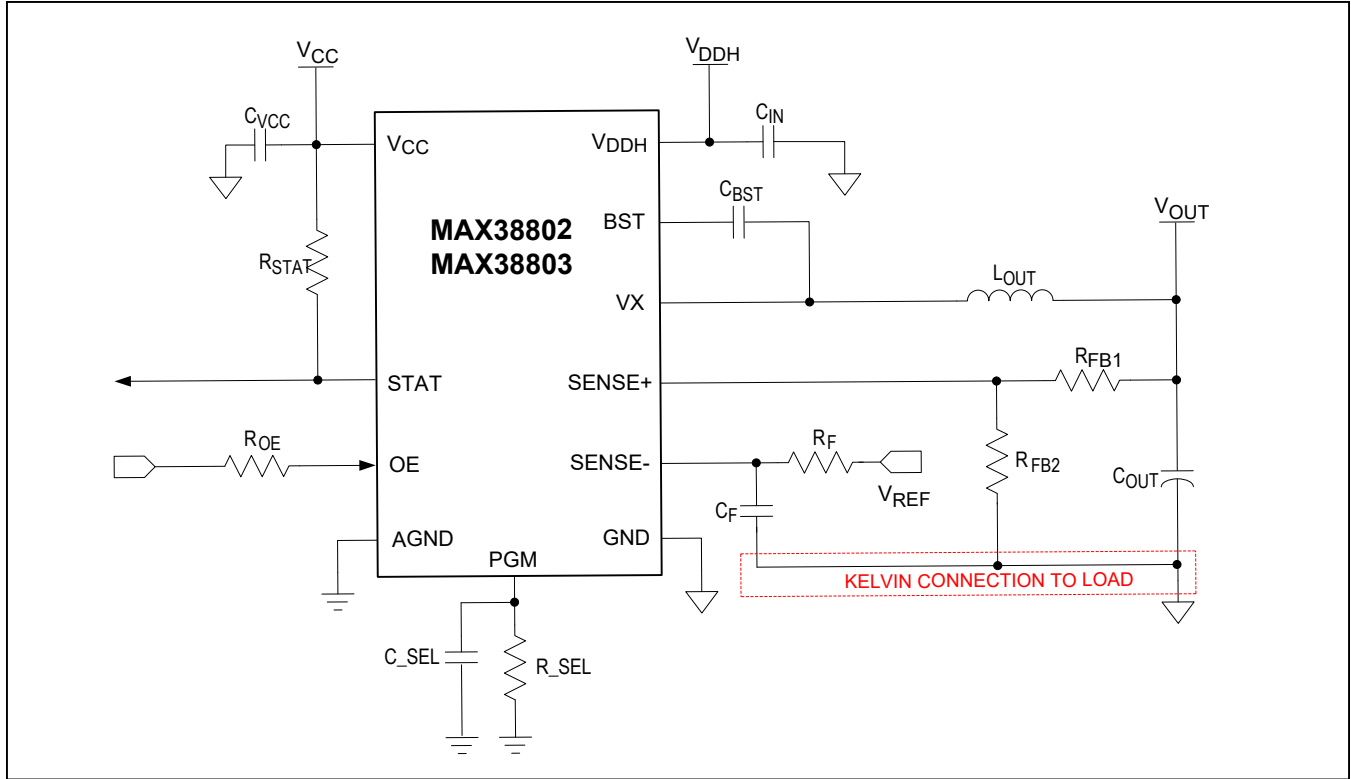 VCC
VDDH
CVCC
CIN
VCC
VDDH
CBST
BST
VOUT
MAX38802
MAX38803
RSTAT
LOUT
VX
RFB1
STAT
SENSE+
ROE
RF
OE
SENSE-
RFB2
COUT
VREF
CF
AGND
GND
PGM
KELVIN CONNECTION TO LOAD
C_SEL
R_SEL